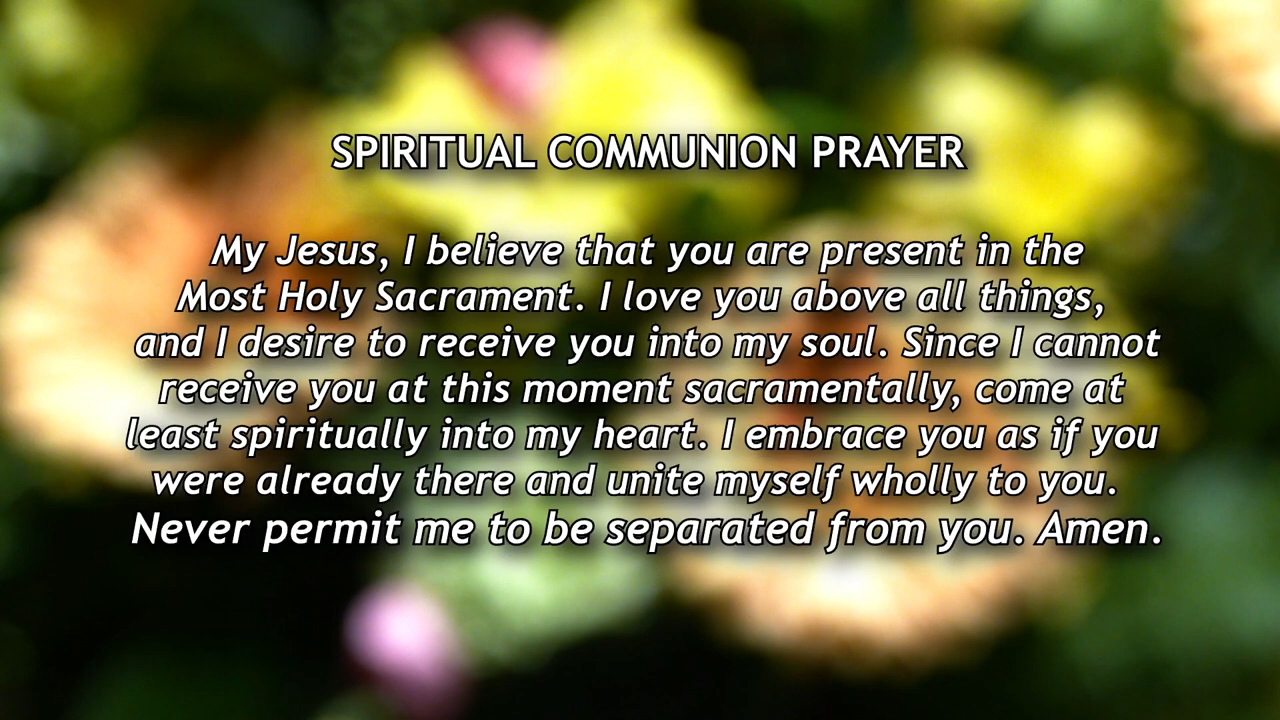 SPIRITUAL COMMUNION PRAYER
My Jesus, I believe that you are present in the
Most Holy Sacrament. I love you above all things,
and I desire to receive you into my soul. Since I cannot
receive you at this moment sacramentally, come at
least spiritually into my heart. I embrace you as if you
were already there and unite myself wholly to you.
Never permit me to be separated from you. Amen.